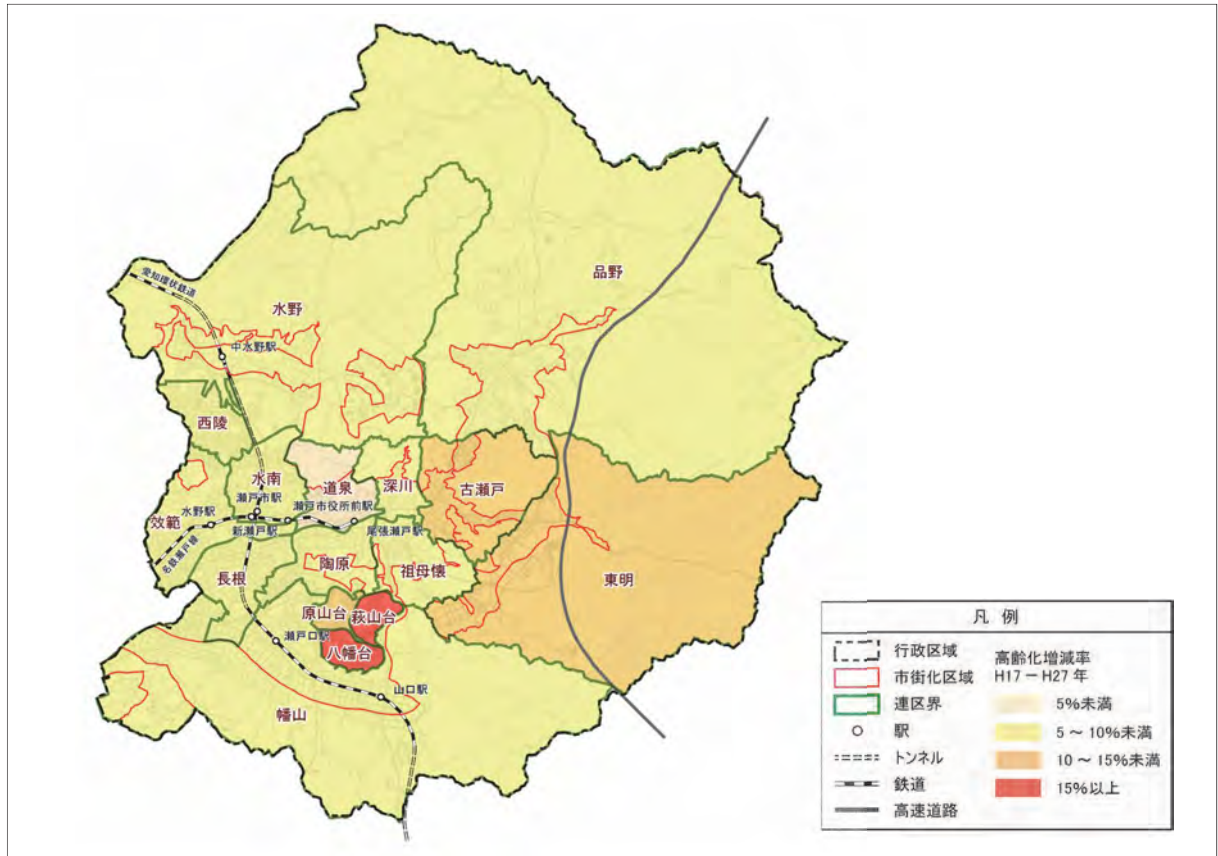 愛知環状鉄道
品野
水野
中水野駅
西陵
水南
道泉
深川
古瀬戸
瀬戸市駅
瀬戸市役所前駅
水野駅
効範
新瀬戸駅
尾張瀬戸駅
名鉄瀬戸線
陶原
祖母懐
東明
長根
原山台
萩山台
瀬戸口駅
八幡台
山口駅
幡山
凡 例
行政区域
市街化区域
連区界
駅
トンネル
鉄道
高速道路
高齢化増減率
H17－H27 年
5%未満
5 ～ 10%未満
10 ～ 15%未満
15%以上